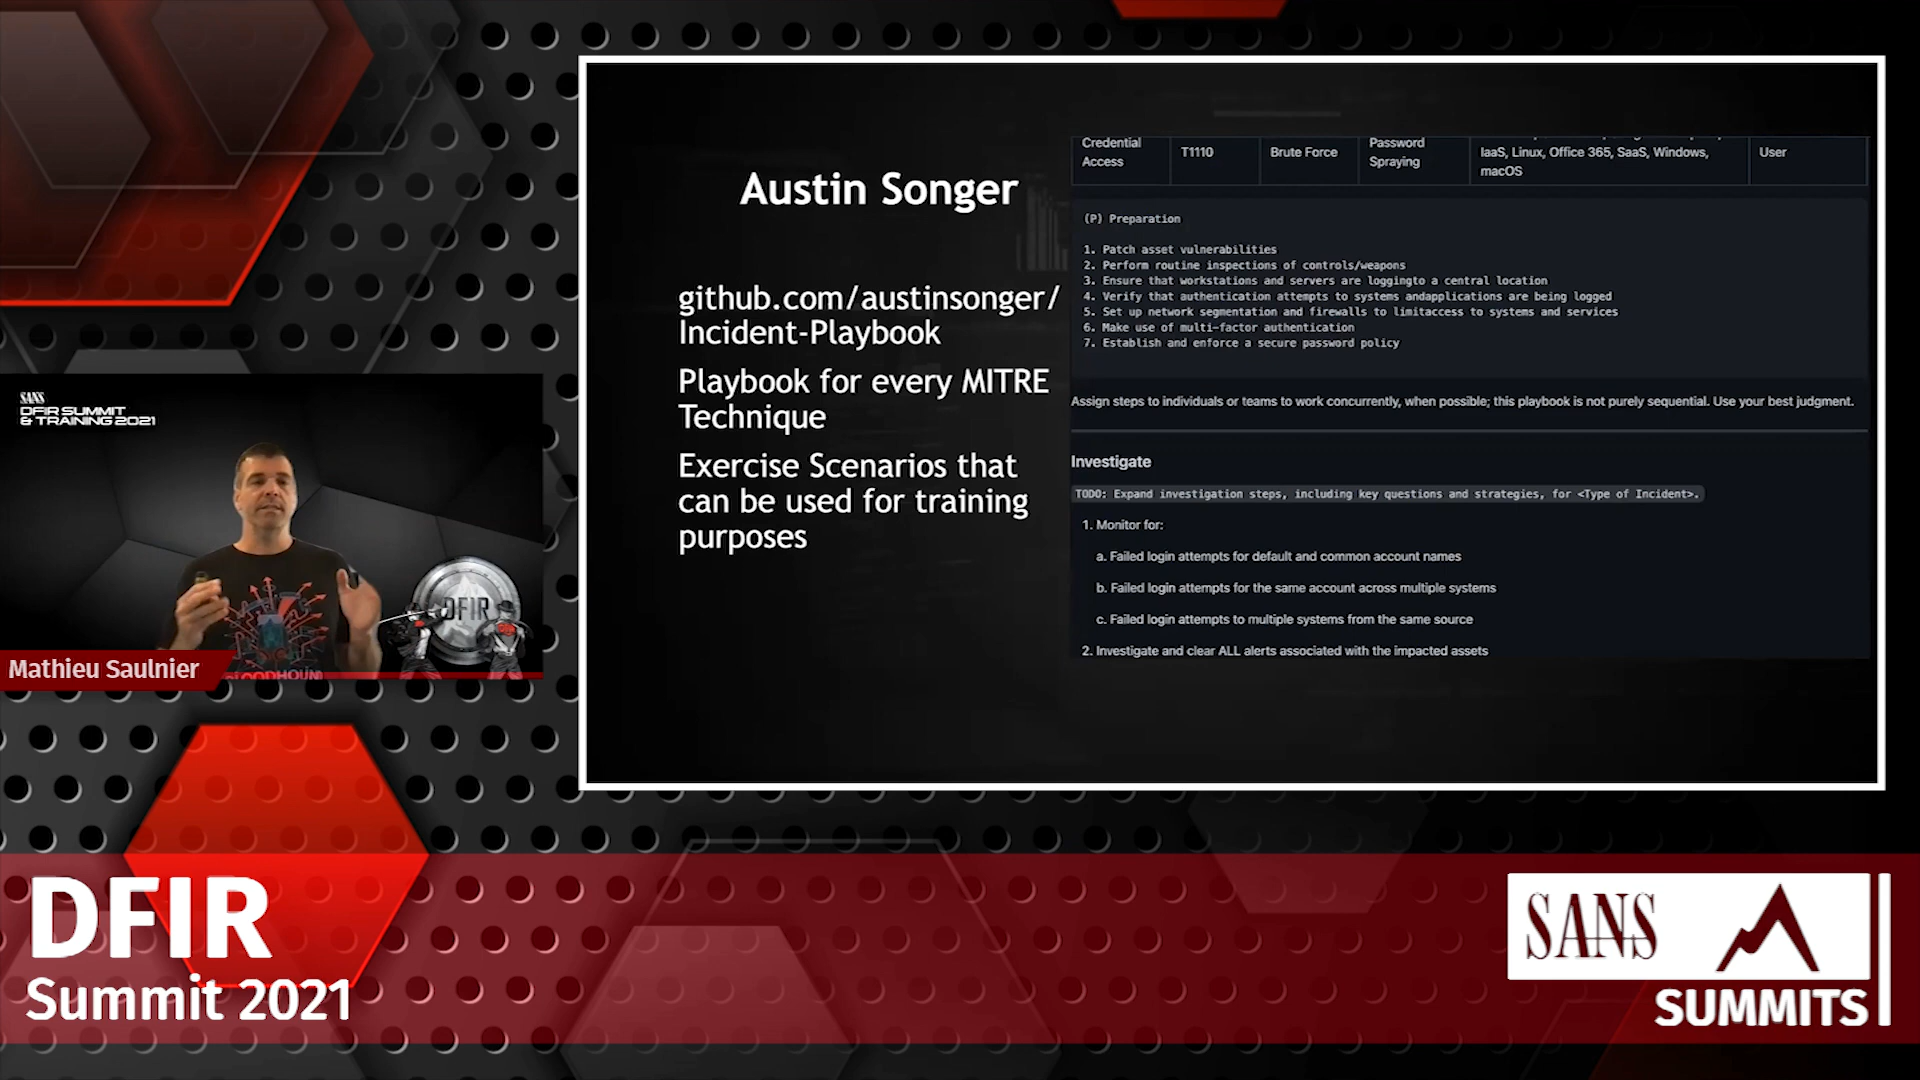 Austin Songer
github.com/austinsonger/
Incident-Playbook
Playbook for every MITRE
Technique
Exercise Scenarios that
can be used for training
purposes
Credential
Access
T1110
Brute Force
Password
Spraying
IaaS, Linux, Office 365, SaaS, Windows,
macOS
User
(P) Preparation
1. Patch asset vulnerabilities
2. Perform routine inspections of controls/weapons
3. Ensure that workstations and servers are loggingto a central location
4. Verify that authentication attempts to systems andapplications are being logged
5. Set up network segmentation and firewalls to limitaccess to systems and services
6. Make use of multi-factor authentication
7. Establish and enforce a secure password policy
Assign steps to individuals or teams to work concurrently, when possible; this playbook is not purely sequential. Use your best judgment.
Investigate
TODO: Expand investigation steps, including key questions and strategies, for <Type of Incident>.
1. Monitor for:
a. Failed login attempts for default and common account names
b. Failed login attempts for the same account across multiple systems
c. Failed login attempts to multiple systems from the same source
2. Investigate and clear ALL alerts associated with the impacted assets
SANS
DFIR SUMMIT
& TRAINING 2021
DFIR
BLOODHOUND
Mathieu Saulnier
DFIR
Summit 2021
SANS
SUMMITS